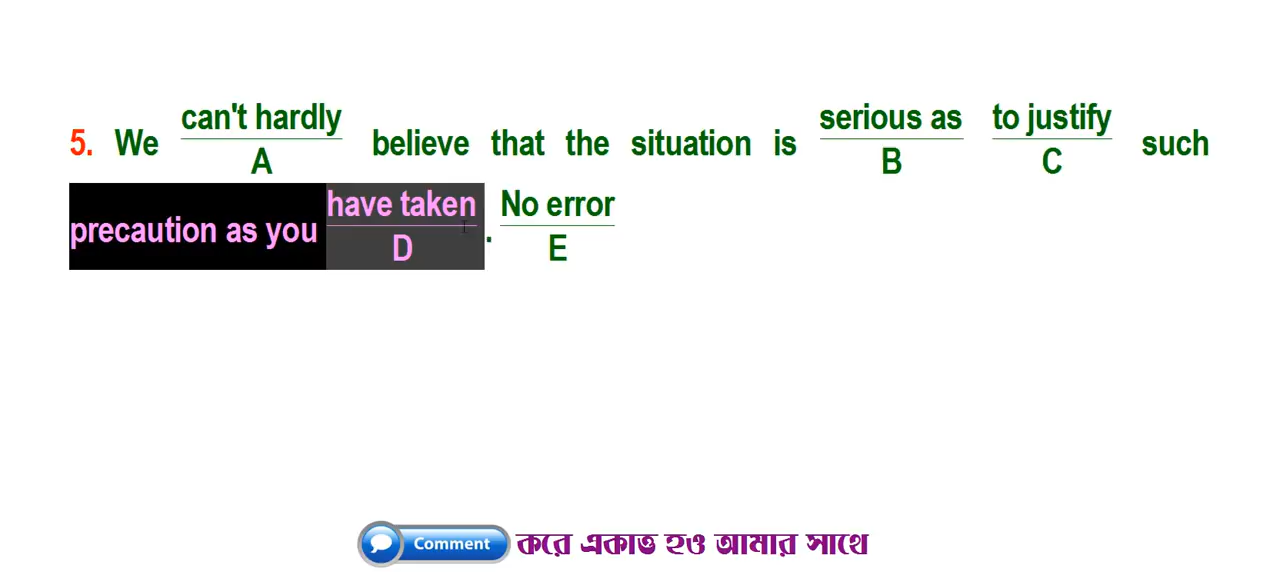 5. We can't hardly believe that the situation is serious as to justify such
A B C
precaution as you have taken. No error
D E
Comment করে একাত্ত হও আমার সাথে